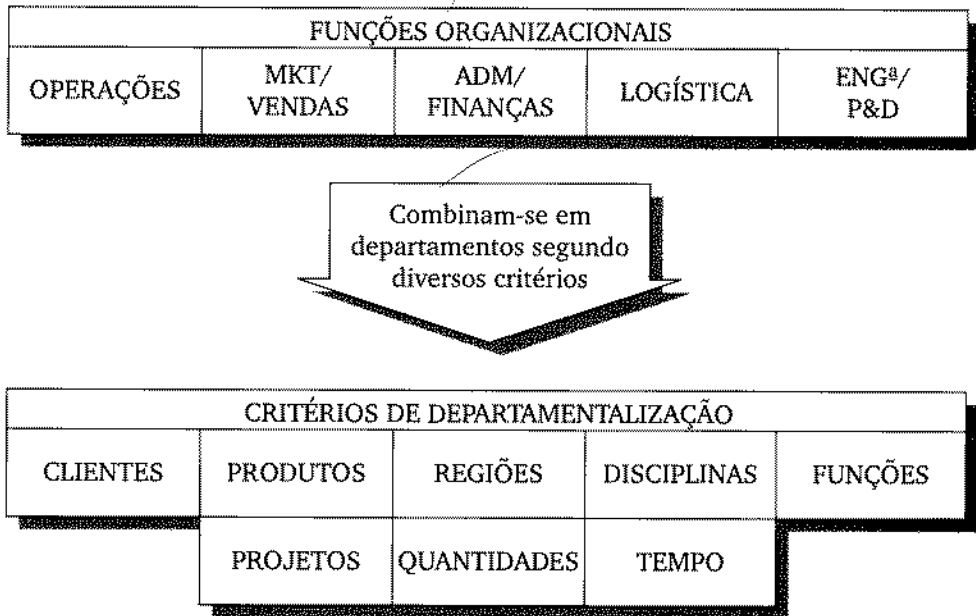 FUNÇÕES ORGANIZACIONAIS
OPERAÇÕES
MKT/
VENDAS
ADM/
FINANÇAS
LOGÍSTICA
ENGª/
P&D
Combinam-se em
departamentos segundo
diversos critérios
CRITÉRIOS DE DEPARTAMENTALIZAÇÃO
CLIENTES
PRODUTOS
REGIÕES
DISCIPLINAS
FUNÇÕES
PROJETOS
QUANTIDADES
TEMPO